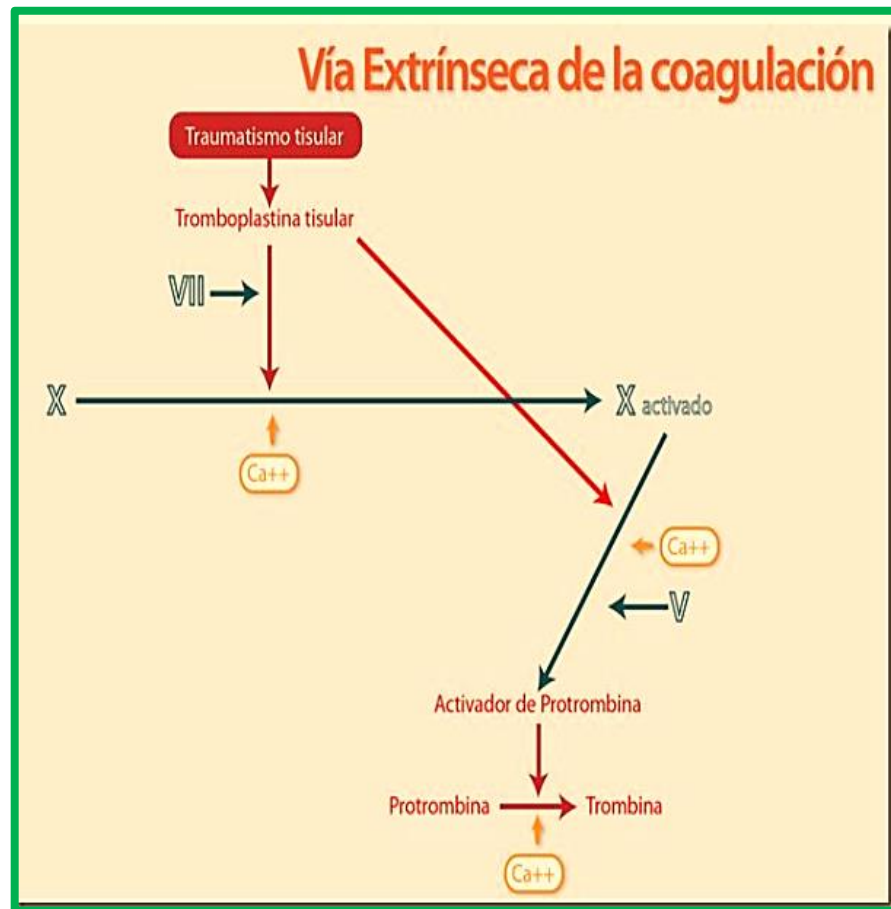 Vía Extrínseca de la coagulación
Traumatismo tisular
Tromboplastina tisular
VII
X
X activado
Ca++
Ca++
V
Activador de Protrombina
Protrombina
Trombina
Ca++